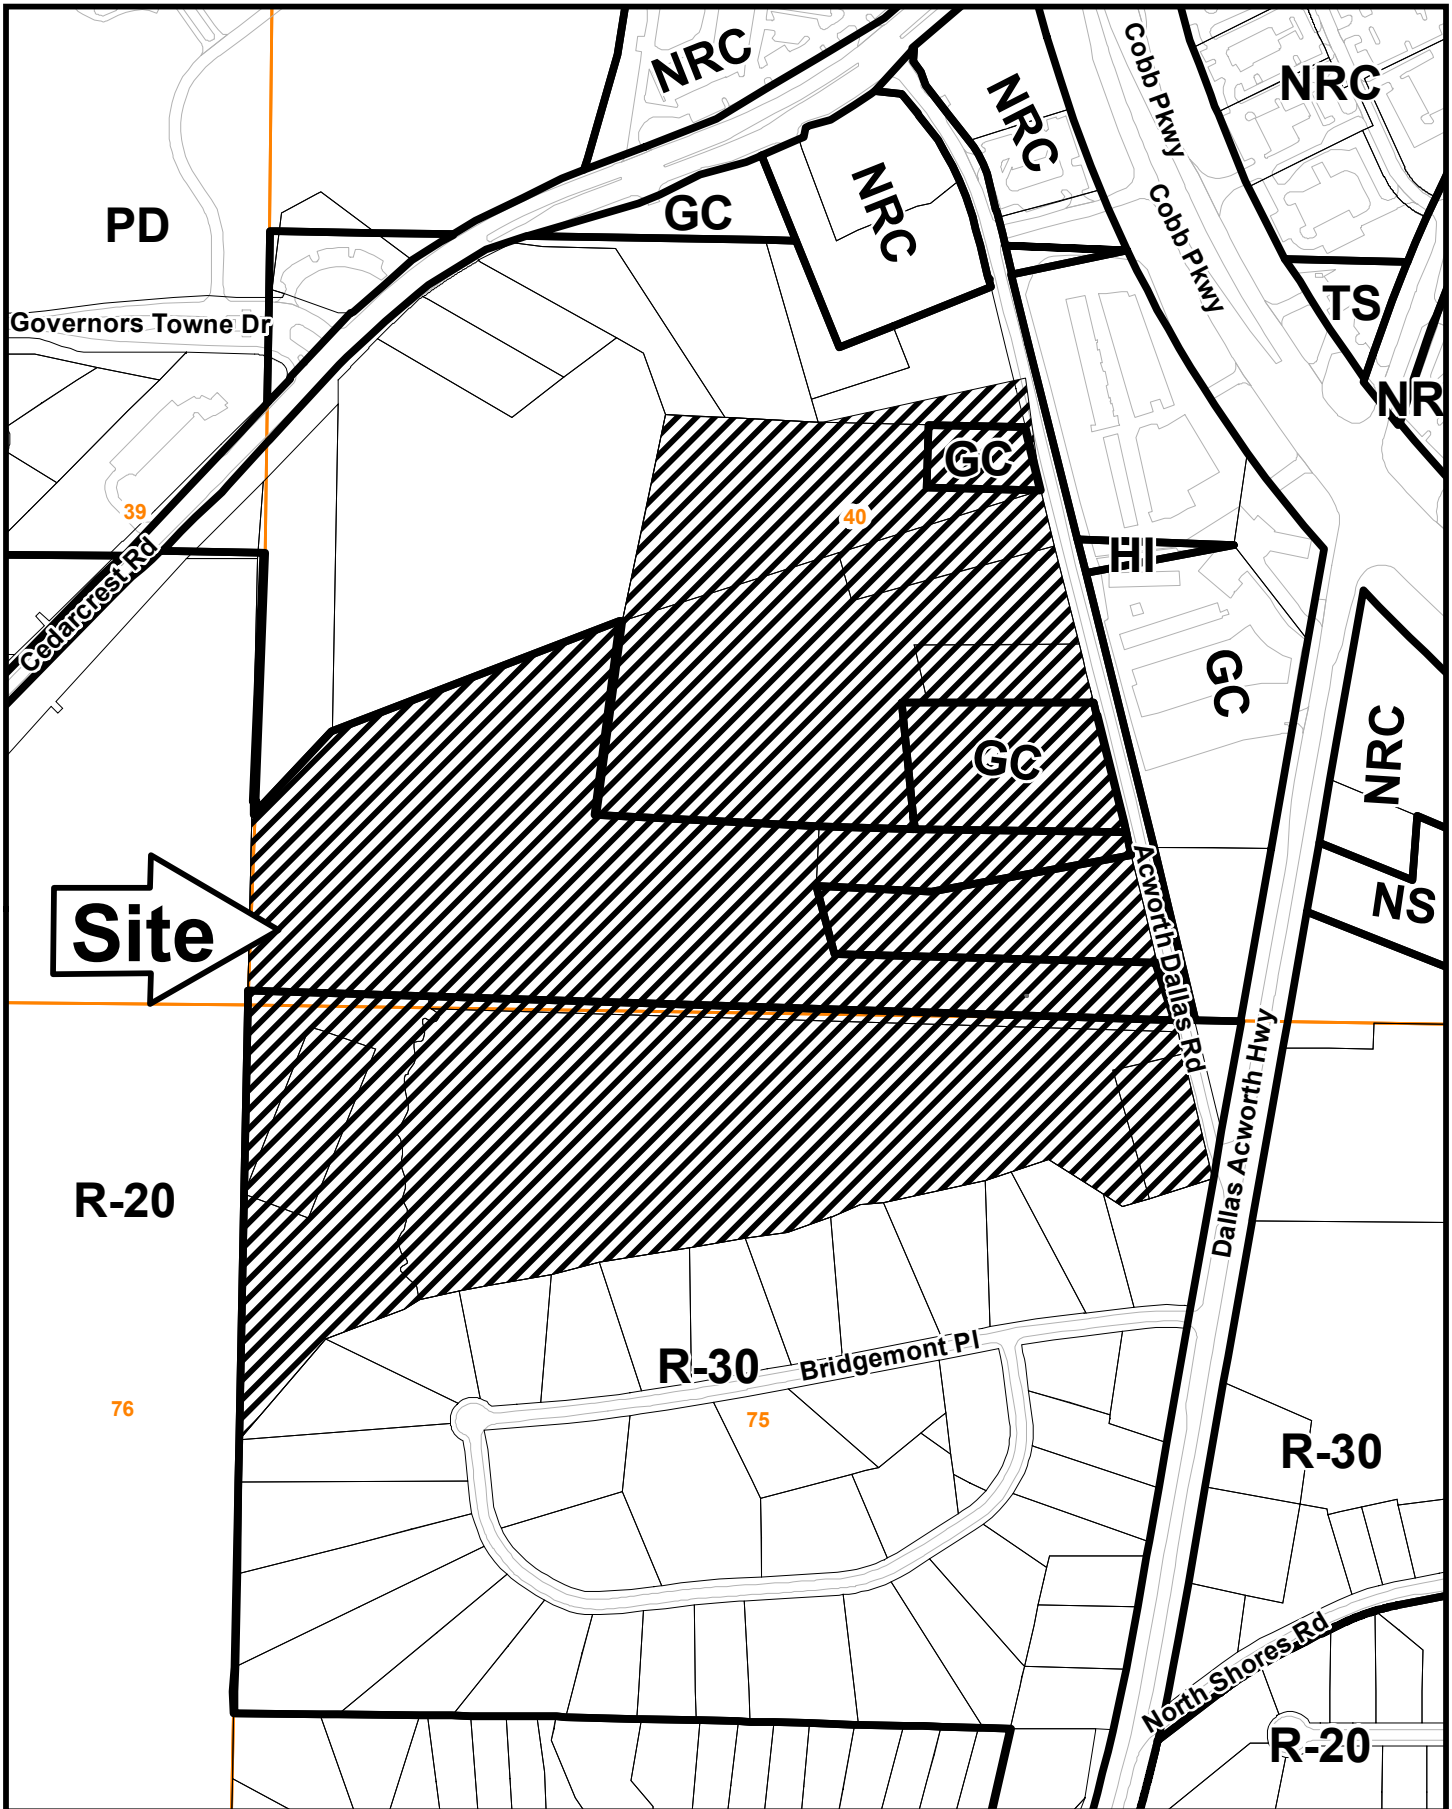 NRC
Cobb Pkwy
NRC
NRC
NRC
PD
GC
Cobb Pkwy
TS
Governors Towne Dr
NR
GC
39
40
HI
Cedarcrest Rd
GC
NRC
GC
Site
Acworth Dallas Rd
NS
Dallas Acworth Hwy
R-20
R-30
Bridgemont Pl
76
75
R-30
North Shores Rd
R-20